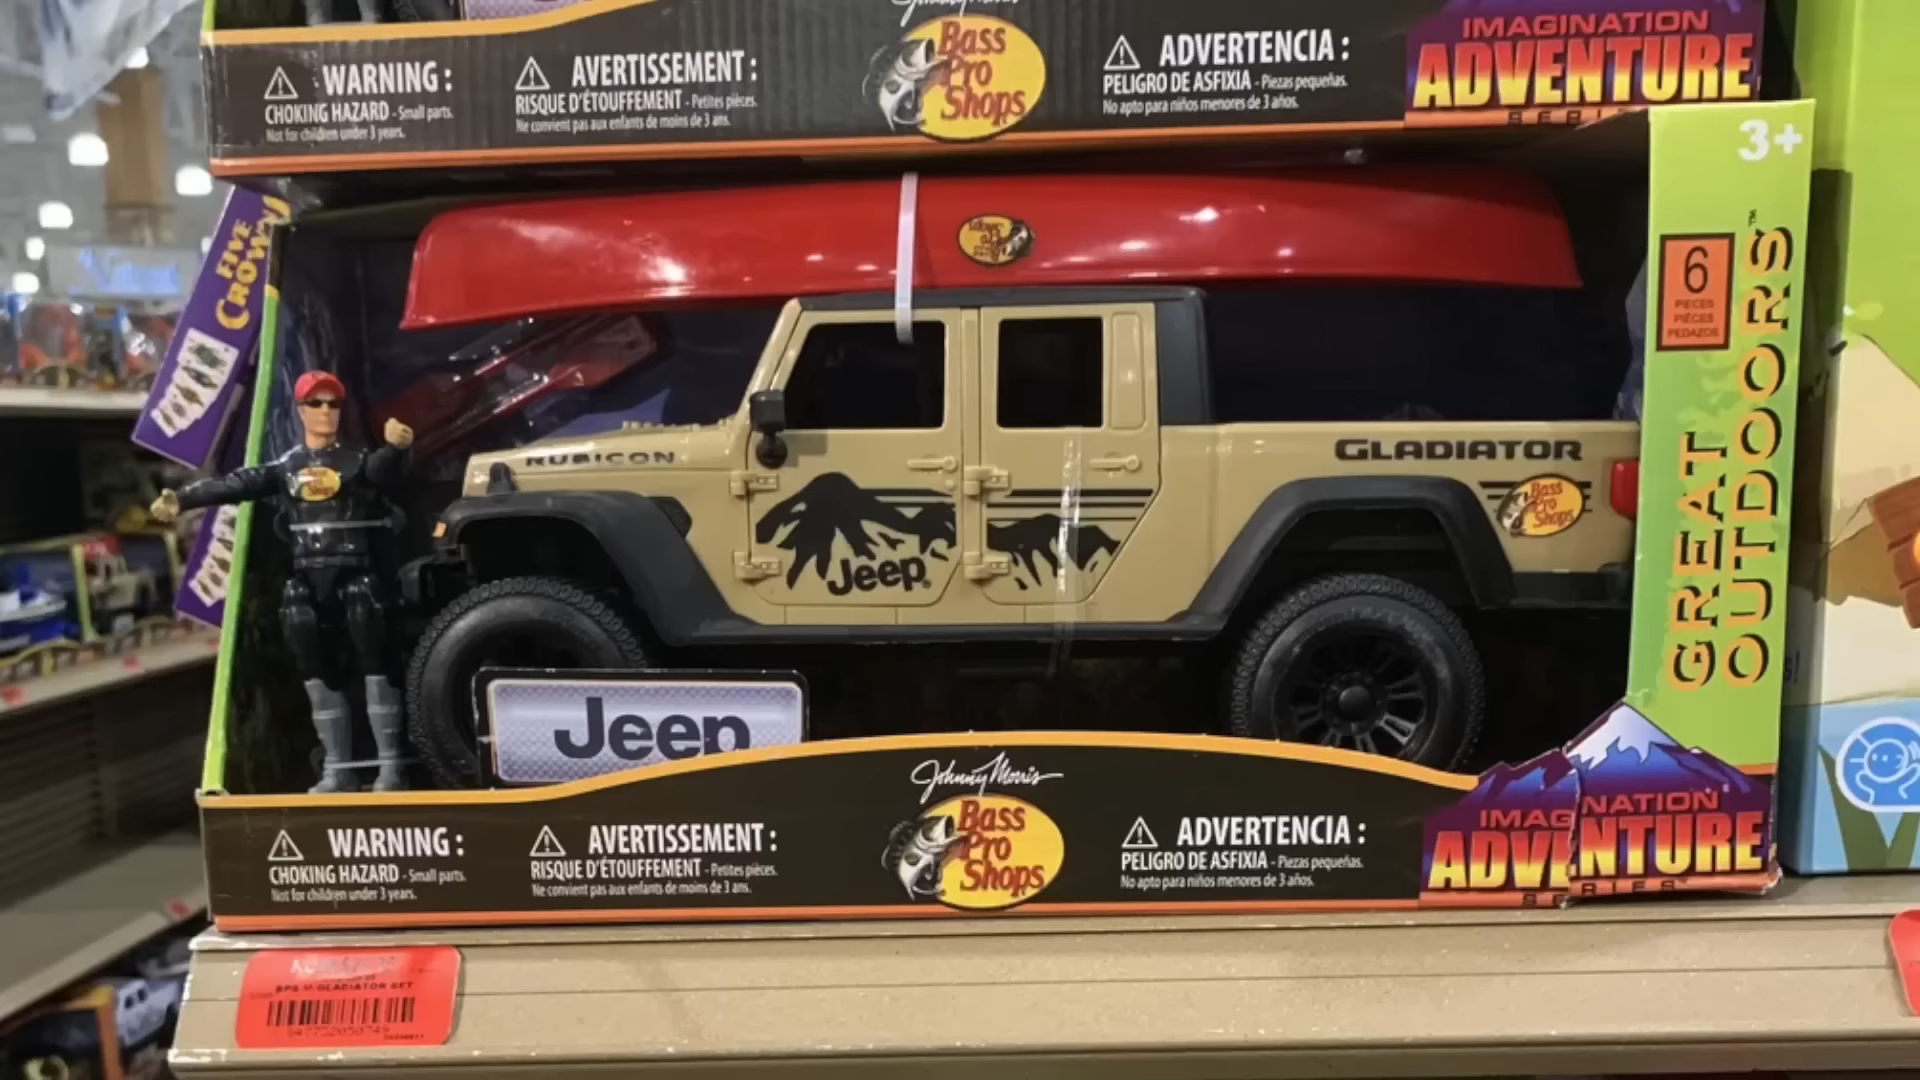 WARNING :
CHOKING HAZARD - Small parts.
Not for children under 3 years.
AVERTISSEMENT :
RISQUE D'ÉTOUFFEMENT - Petites pièces.
Ne convient pas aux enfants de moins de 3 ans.
Bass
Pro
Shops
ADVERTENCIA :
PELIGRO DE ASFIXIA - Piezas pequeñas.
No apto para niños menores de 3 años.
IMAGINATION
ADVENTURE
3+
FIVE
CROWN
6
PIECES
PIÈCES
PEDAZOS
GREAT
OUTDOORS™
RUBICON
GLADIATOR
Bass
Pro
Shops
Jeep
Jeep
Johnny Morris
Bass
Pro
Shops
WARNING :
CHOKING HAZARD - Small parts.
Not for children under 3 years.
AVERTISSEMENT :
RISQUE D'ÉTOUFFEMENT - Petites pièces.
Ne convient pas aux enfants de moins de 3 ans.
ADVERTENCIA :
PELIGRO DE ASFIXIA - Piezas pequeñas.
No apto para niños menores de 3 años.
IMAGINATION
ADVENTURE
SERIES
GLADIATOR SET